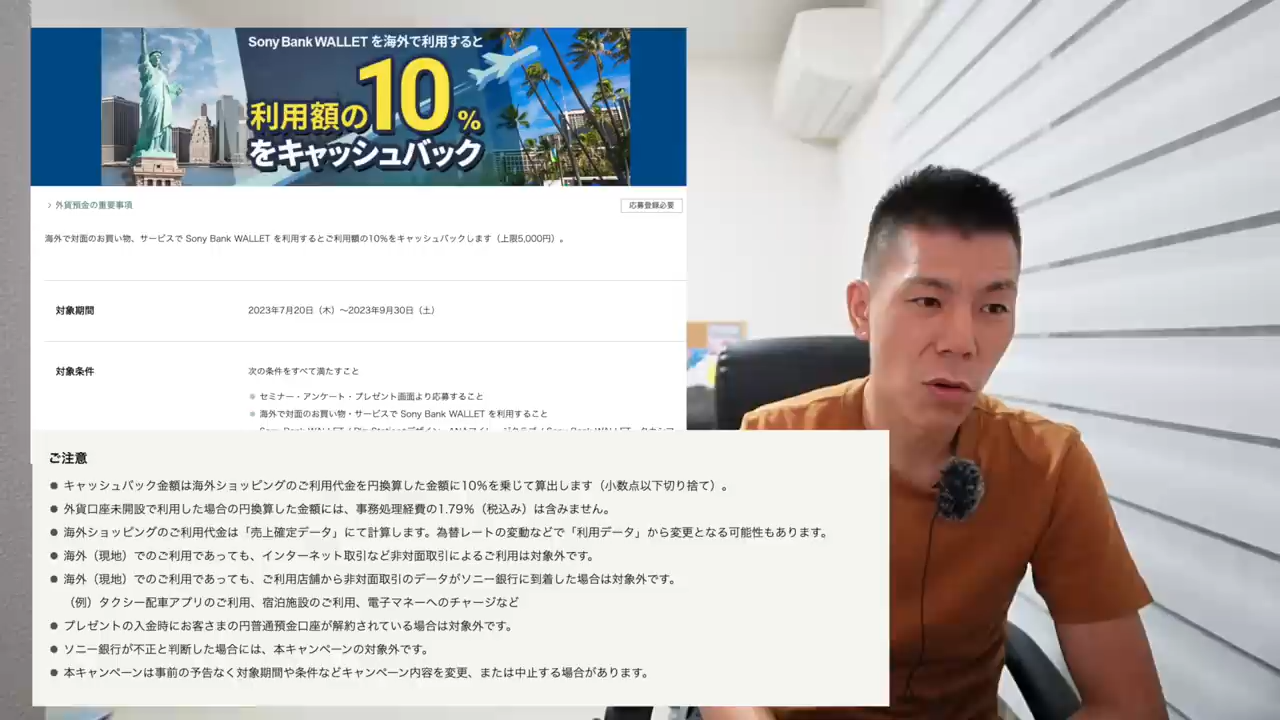 Sony Bank WALLET を海外で利用すると
利用額の10%
をキャッシュバック
› 外貨預金の重要事項
応募登録必要
海外で対面のお買い物、サービスで Sony Bank WALLET を利用するとご利用額の10%をキャッシュバックします（上限5,000円）。
対象期間
2023年7月20日（木）〜2023年9月30日（土）
対象条件
次の条件をすべて満たすこと
● セミナー・アンケート・プレゼント画面より応募すること
● 海外で対面のお買い物・サービスで Sony Bank WALLET を利用すること
ご注意
● キャッシュバック金額は海外ショッピングのご利用代金を円換算した金額に10%を乗じて算出します（小数点以下切り捨て）。
● 外貨口座未開設で利用した場合の円換算した金額には、事務処理経費の1.79%（税込み）は含みません。
● 海外ショッピングのご利用代金は「売上確定データ」にて計算します。為替レートの変動などで「利用データ」から変更となる可能性もあります。
● 海外（現地）でのご利用であっても、インターネット取引など非対面取引によるご利用は対象外です。
● 海外（現地）でのご利用であっても、ご利用店舗から非対面取引のデータがソニー銀行に到着した場合は対象外です。
（例）タクシー配車アプリのご利用、宿泊施設のご利用、電子マネーへのチャージなど
● プレゼントの入金時にお客さまの円普通預金口座が解約されている場合は対象外です。
● ソニー銀行が不正と判断した場合には、本キャンペーンの対象外です。
● 本キャンペーンは事前の予告なく対象期間や条件などキャンペーン内容を変更、または中止する場合があります。